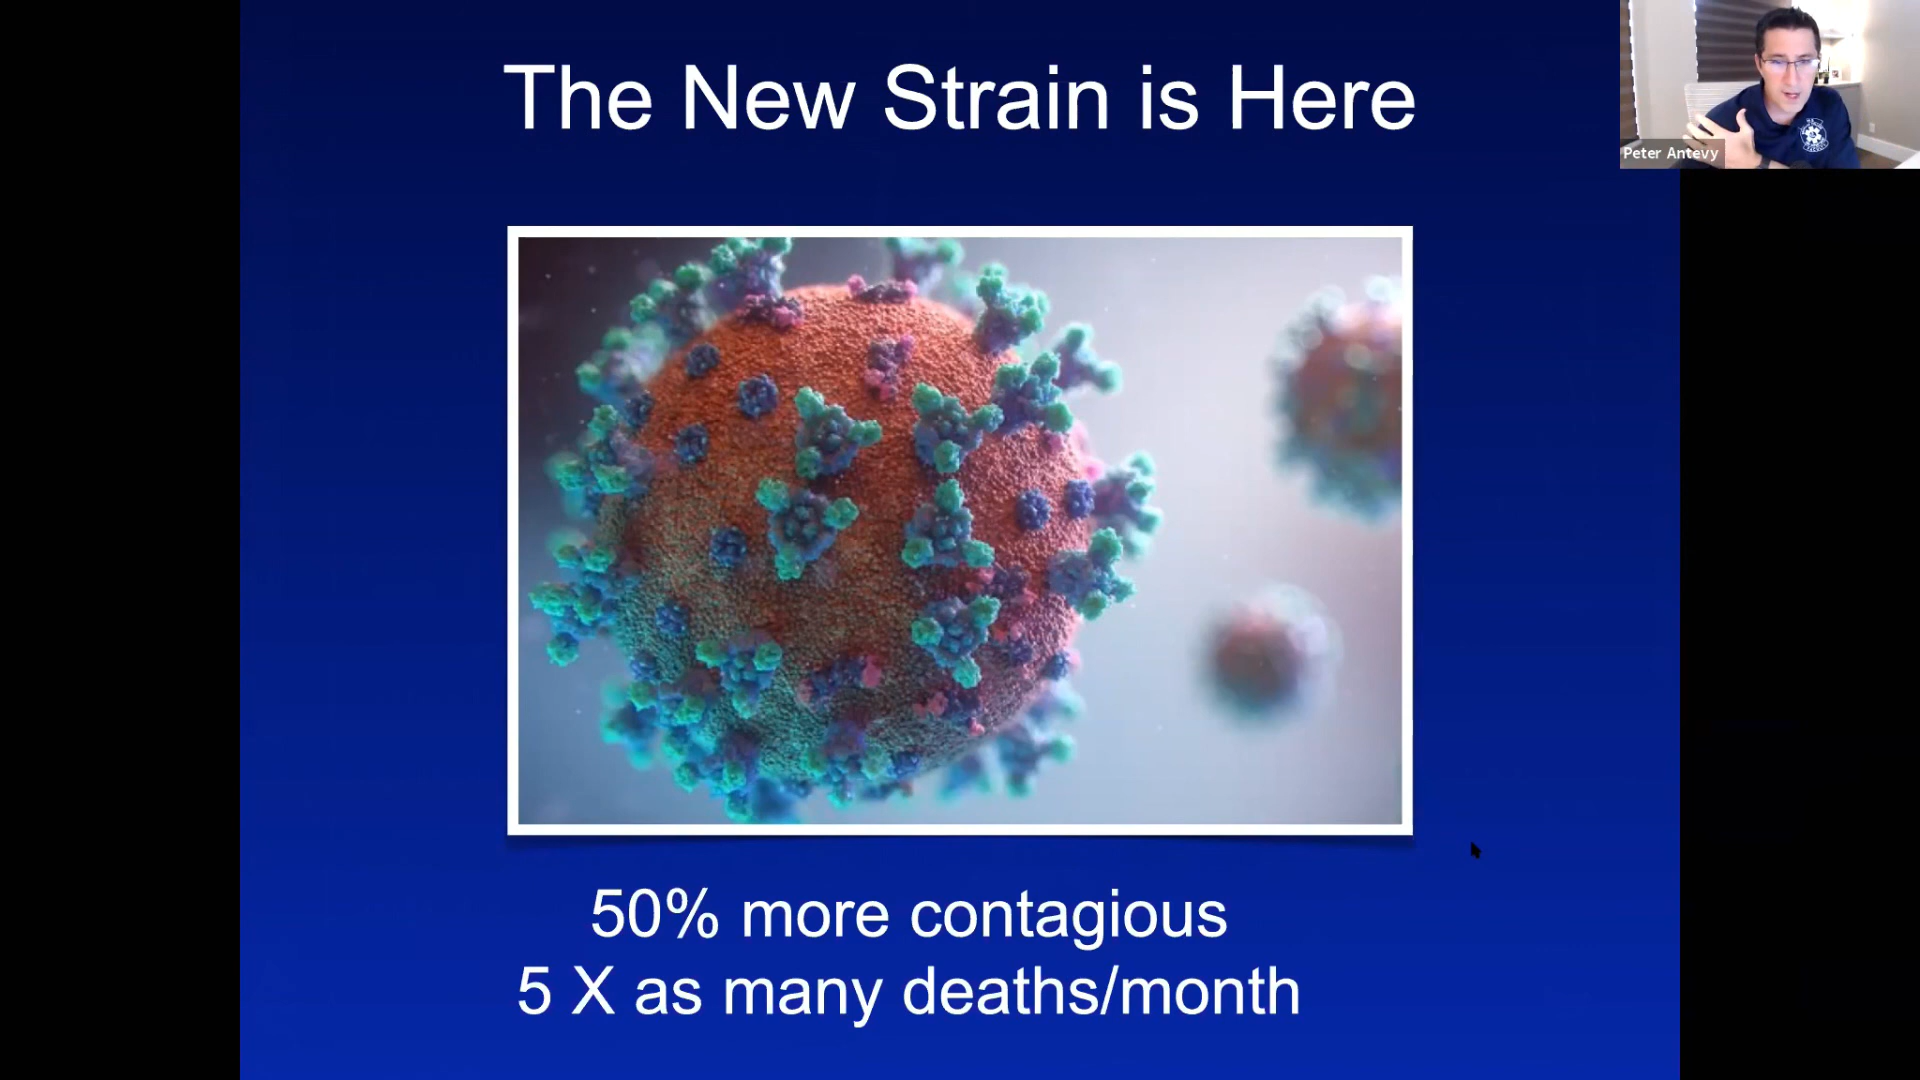 The New Strain is Here
Peter Antevy
50% more contagious
5 X as many deaths/month